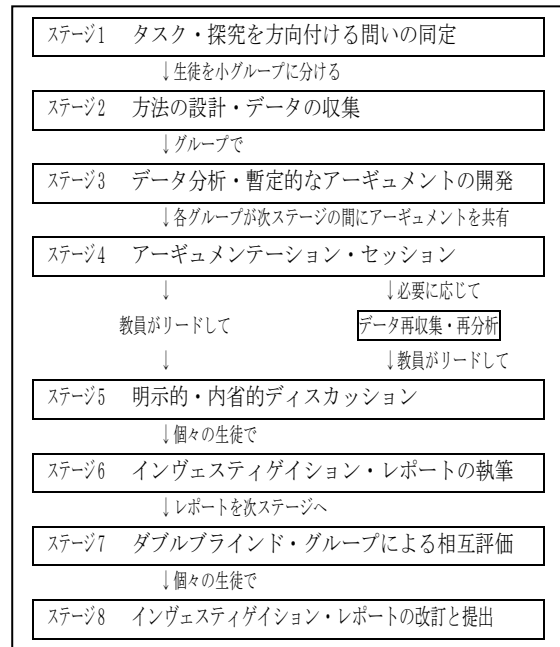 ステージ1 タスク・探究を方向付ける問いの同定
↓生徒を小グループに分ける
ステージ2 方法の設計・データの収集
↓グループで
ステージ3 データ分析・暫定的なアーギュメントの開発
↓各グループが次ステージの間にアーギュメントを共有
ステージ4 アーギュメンテーション・セッション
↓ ↓必要に応じて
教員がリードして データ再収集・再分析
↓ ↓教員がリードして
ステージ5 明示的・内省的ディスカッション
↓個々の生徒で
ステージ6 インヴェスティゲイション・レポートの執筆
↓レポートを次ステージへ
ステージ7 ダブルブラインド・グループによる相互評価
↓個々の生徒で
ステージ8 インヴェスティゲイション・レポートの改訂と提出